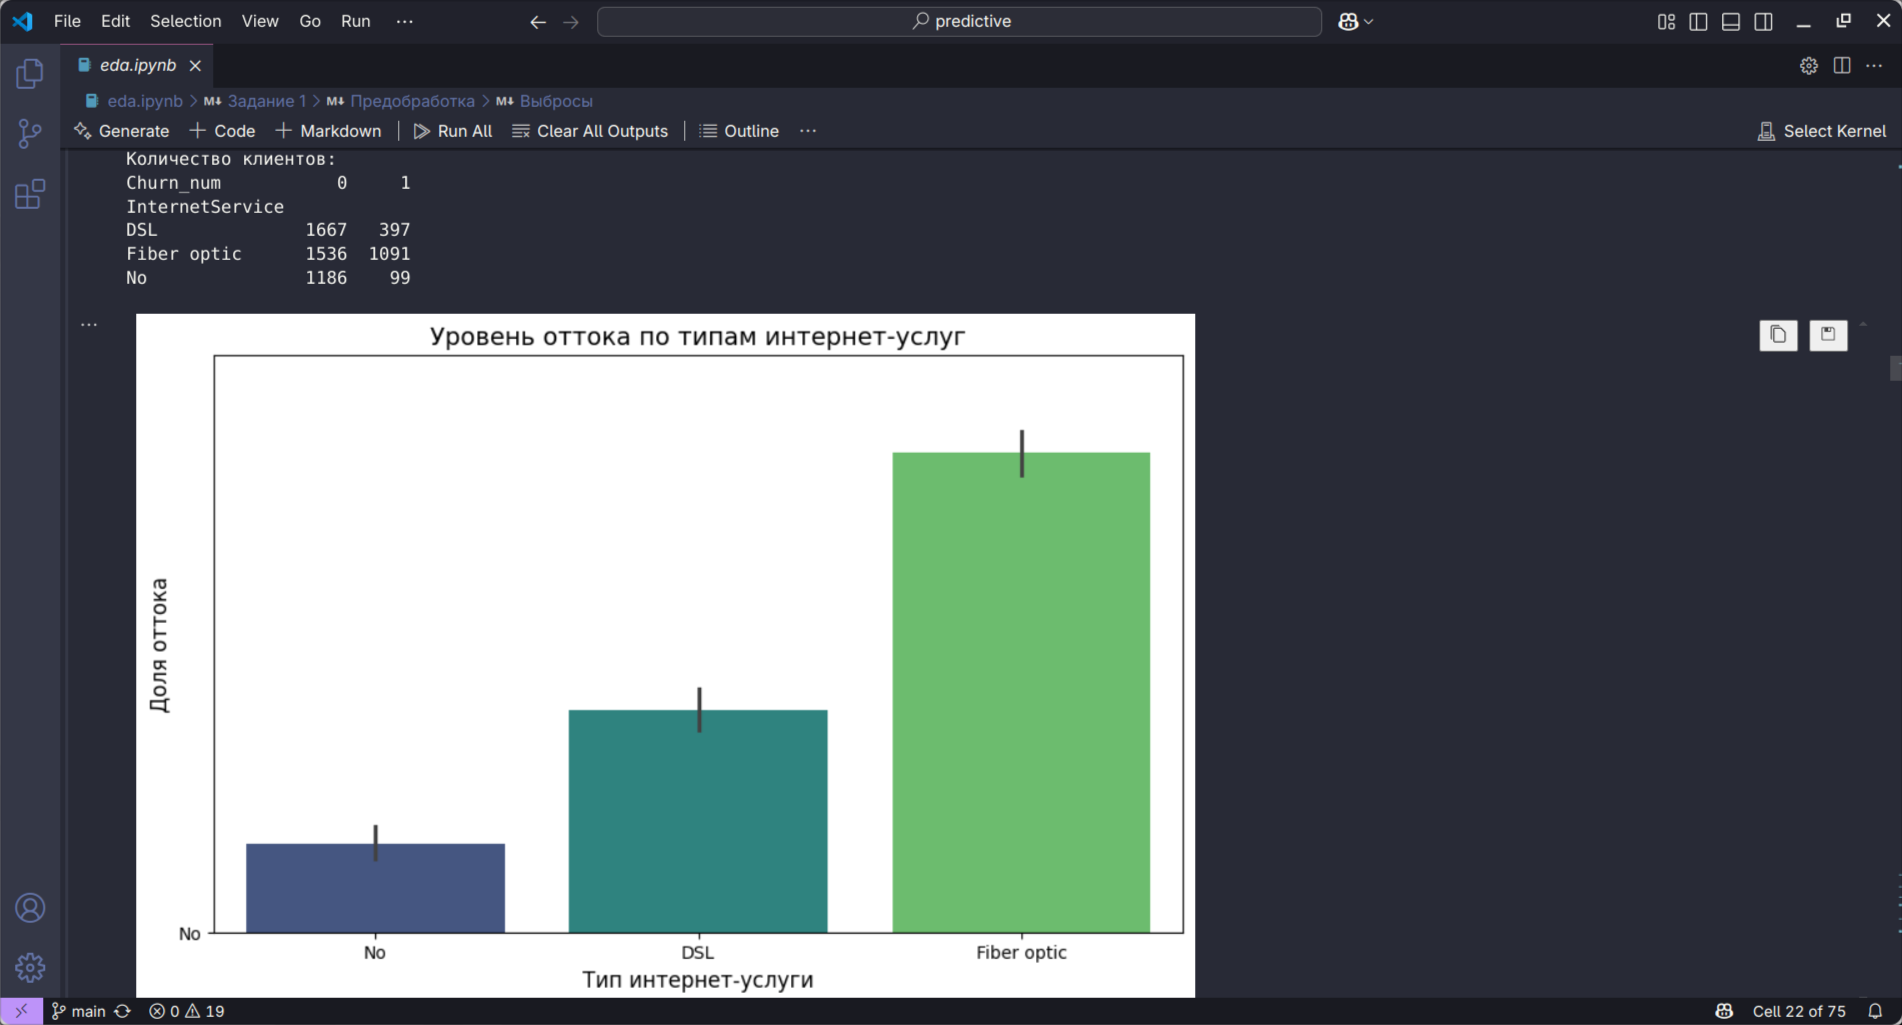 File Edit Selection View Go Run ···
predictive
eda.ipynb
eda.ipynb > M↓ Задание 1 > M↓ Предобработка > M↓ Выбросы
Generate + Code + Markdown | Run All Clear All Outputs | Outline ···
Select Kernel
Количество клиентов:
Churn_num 0 1
InternetService
DSL 1667 397
Fiber optic 1536 1091
No 1186 99
Уровень оттока по типам интернет-услуг
Доля оттока
No
No DSL Fiber optic
Тип интернет-услуги
main 0 19
Cell 22 of 75